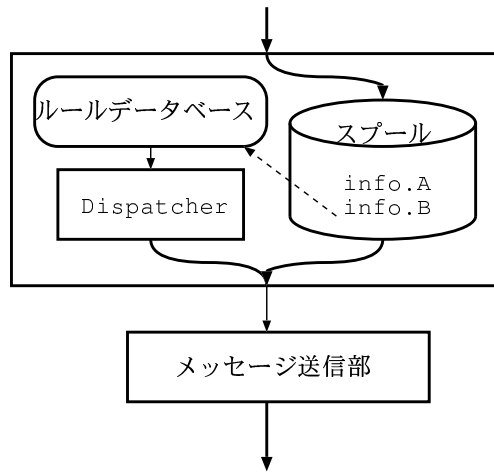 ルールデータベース
スプール
info.A
Dispatcher
info.B
メッセージ送信部